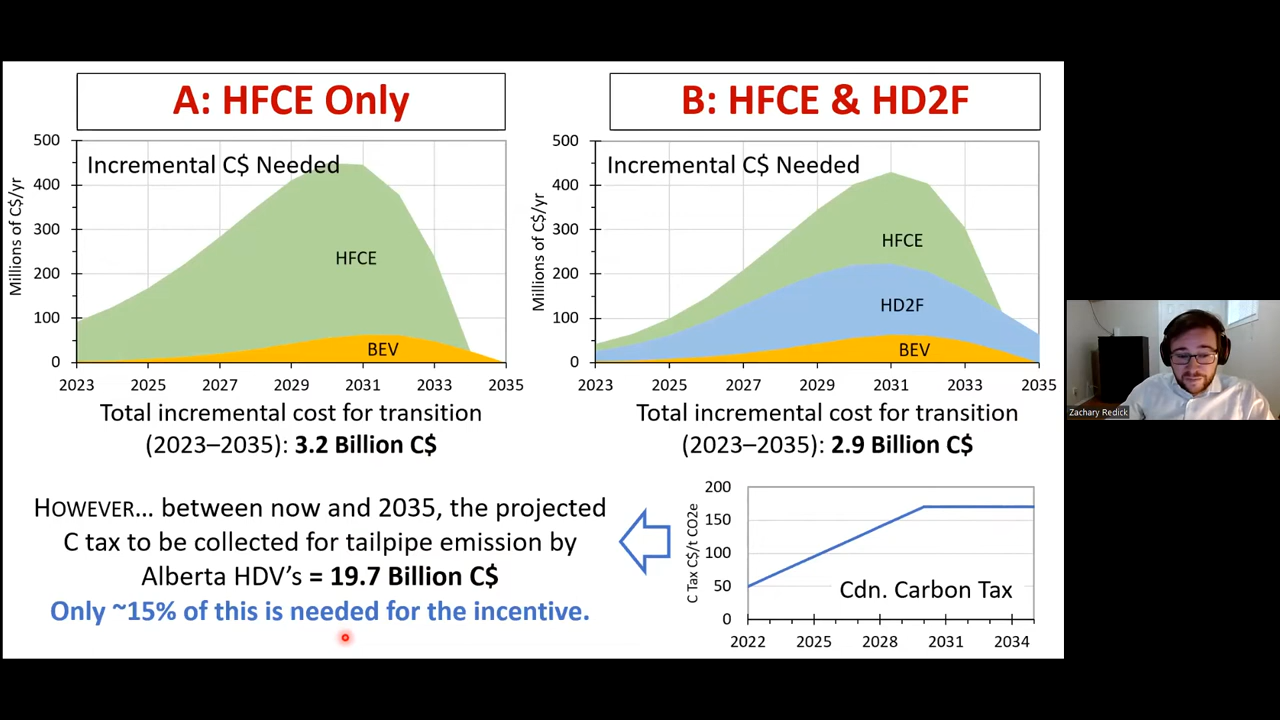 A: HFCE Only
B: HFCE & HD2F
Incremental C$ Needed
Millions of C$/yr
500
400
300
200
100
0
HFCE
BEV
2023
2025
2027
2029
2031
2033
2035
Incremental C$ Needed
Millions of C$/yr
500
400
300
200
100
0
HFCE
HD2F
BEV
2023
2025
2027
2029
2031
2033
2035
Total incremental cost for transition
(2023–2035): 3.2 Billion C$
Total incremental cost for transition
(2023–2035): 2.9 Billion C$
HOWEVER... between now and 2035, the projected
C tax to be collected for tailpipe emission by
Alberta HDV's = 19.7 Billion C$
Only ~15% of this is needed for the incentive.
C Tax C$/t CO2e
200
150
100
50
0
Cdn. Carbon Tax
2022
2025
2028
2031
2034
Zachary Redick